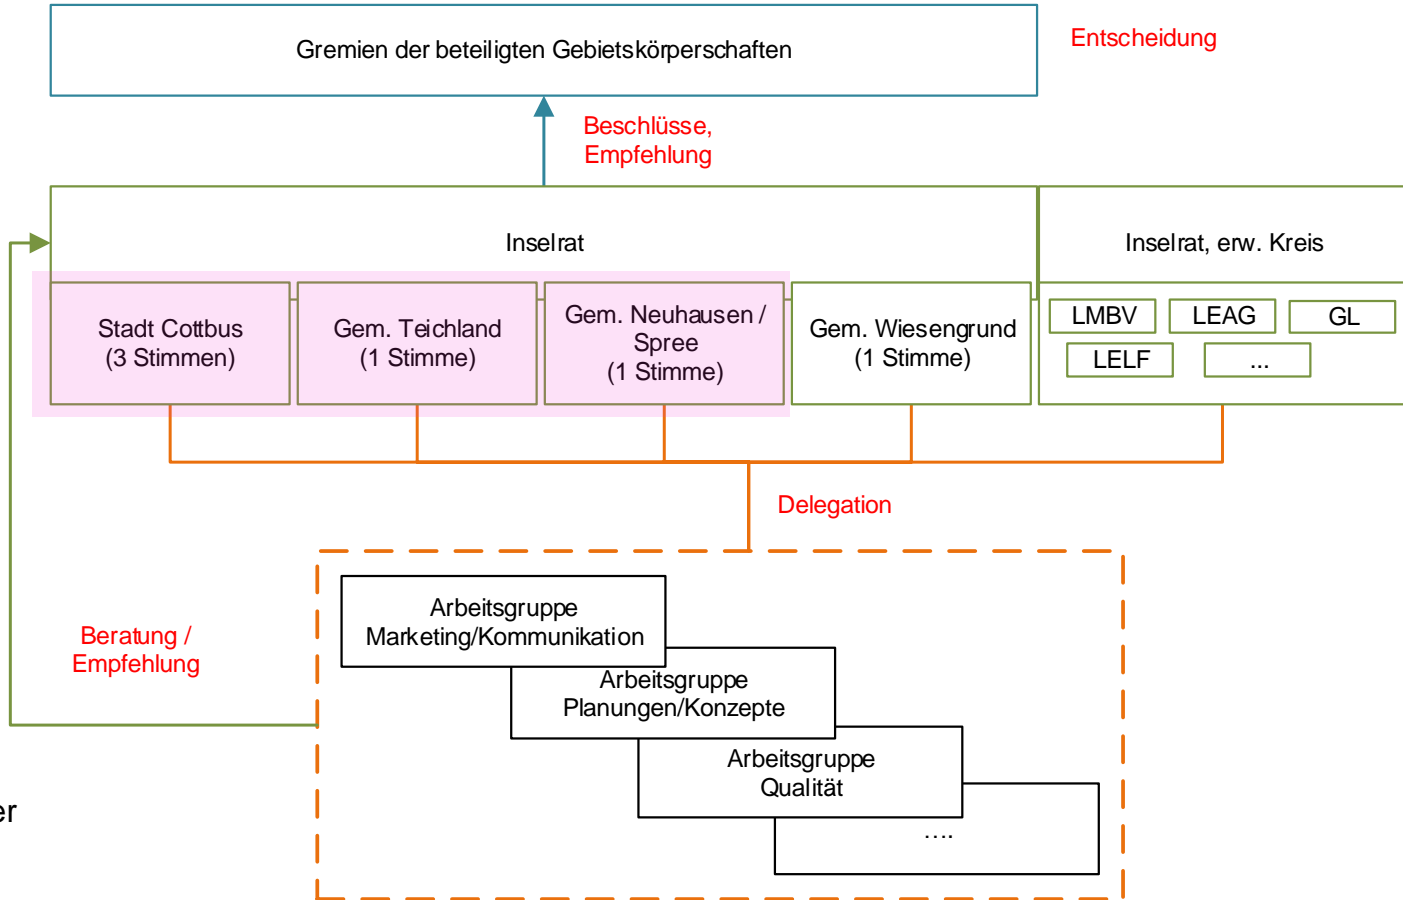 Gremien der beteiligten Gebietskörperschaften
Entscheidung
Beschlüsse,
Empfehlung
Inselrat
Inselrat, erw. Kreis
Stadt Cottbus
(3 Stimmen)
Gem. Teichland
(1 Stimme)
Gem. Neuhausen /
Spree
(1 Stimme)
Gem. Wiesengrund
(1 Stimme)
LMBV
LEAG
GL
LELF
...
Delegation
Arbeitsgruppe
Marketing/Kommunikation
Beratung /
Empfehlung
Arbeitsgruppe
Planungen/Konzepte
Arbeitsgruppe
Qualität
er
....